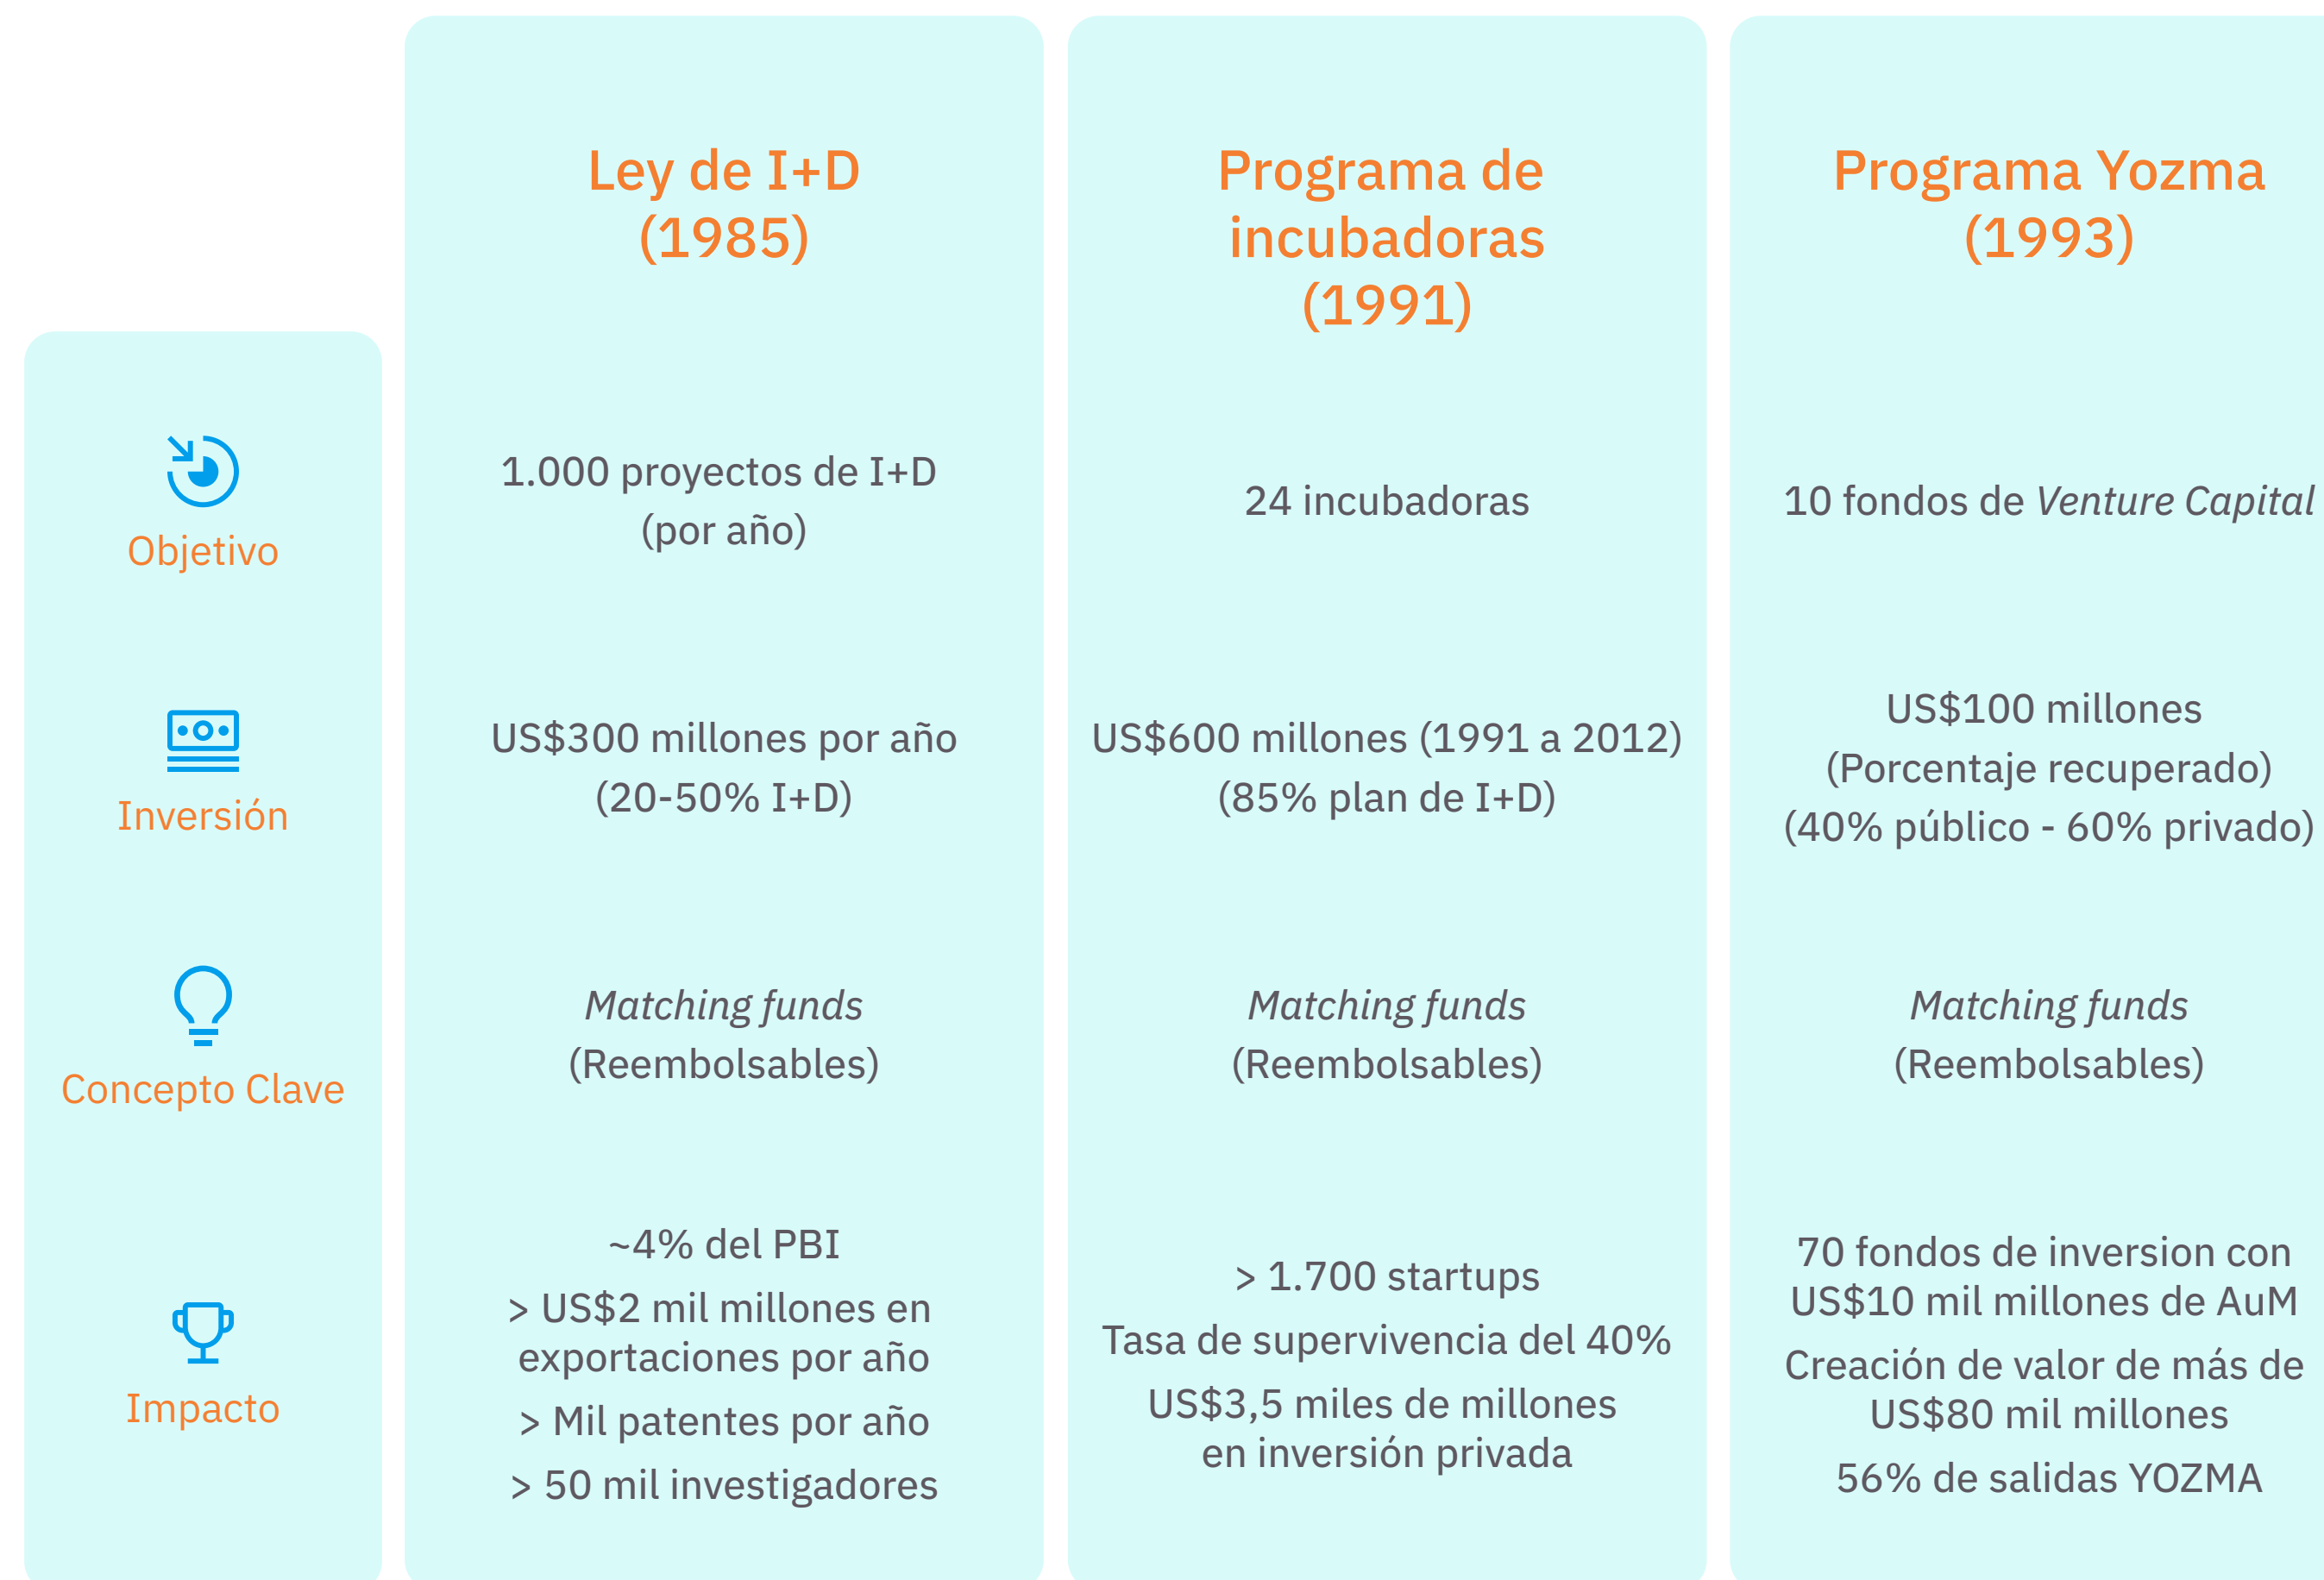 Ley de I+D
(1985)
Programa de
incubadoras
(1991)
Programa Yozma
(1993)
Objetivo
1.000 proyectos de I+D
(por año)
24 incubadoras
10 fondos de Venture Capital
Inversión
US$300 millones por año
(20-50% I+D)
US$600 millones (1991 a 2012)
(85% plan de I+D)
US$100 millones
(Porcentaje recuperado)
(40% público - 60% privado)
Concepto Clave
Matching funds
(Reembolsables)
Matching funds
(Reembolsables)
Matching funds
(Reembolsables)
Impacto
~4% del PBI
> US$2 mil millones en
exportaciones por año
> Mil patentes por año
> 50 mil investigadores
> 1.700 startups
Tasa de supervivencia del 40%
US$3,5 miles de millones
en inversión privada
70 fondos de inversion con
US$10 mil millones de AuM
Creación de valor de más de
US$80 mil millones
56% de salidas YOZMA